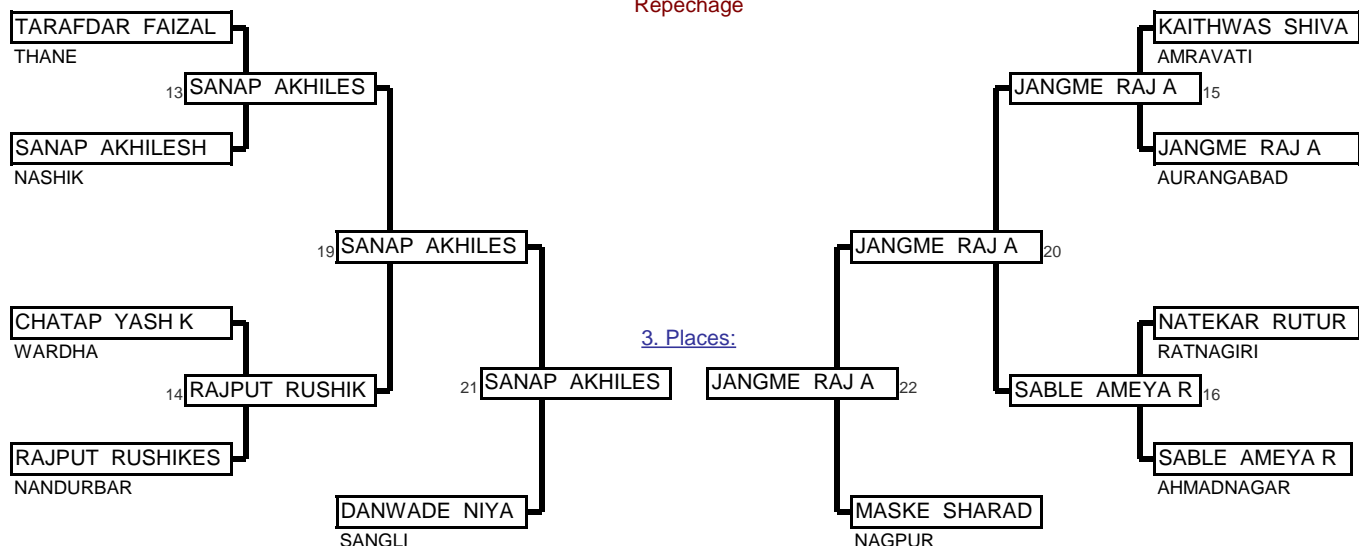 Repechage
TARAFDAR FAIZAL
THANE
13 SANAP AKHILES
SANAP AKHILESH
NASHIK
19 SANAP AKHILES
CHATAP YASH K
WARDHA
14 RAJPUT RUSHIK
RAJPUT RUSHIKES
NANDURBAR
21 SANAP AKHILES
DANWADE NIYA
SANGLI
3. Places:
KAITHWAS SHIVA
AMRAVATI
JANGME RAJ A 15
JANGME RAJ A
AURANGABAD
JANGME RAJ A 20
NATEKAR RUTUR
RATNAGIRI
SABLE AMEYA R 16
SABLE AMEYA R
AHMADNAGAR
JANGME RAJ A 22
MASKE SHARAD
NAGPUR